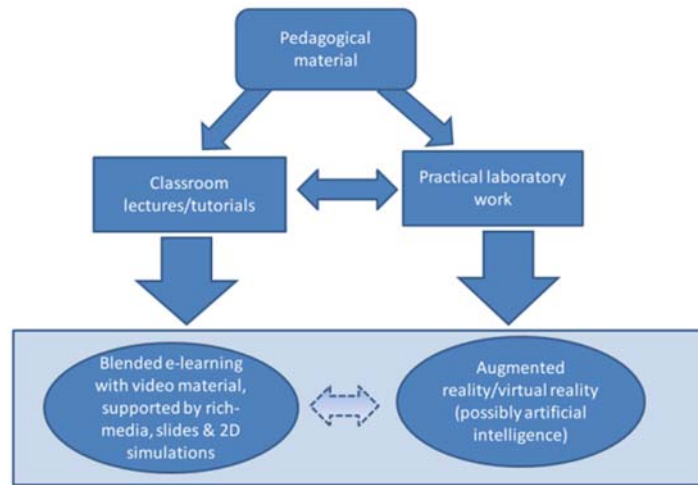 Pedagogical
material
Classroom
lectures/tutorials
Practical laboratory
work
Blended e-learning
with video material,
supported by rich-
media, slides & 2D
simulations
Augmented
reality/virtual reality
(possibly artificial
intelligence)